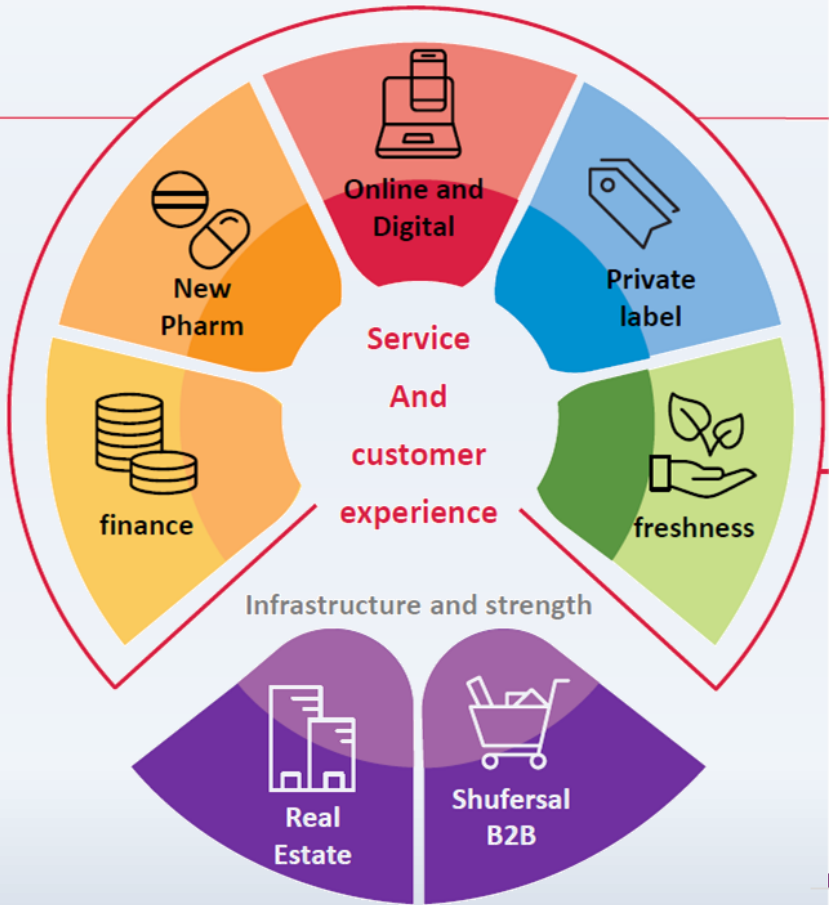 Online and
Digital
New
Pharm
Private
label
finance
freshness
Service
And
customer
experience
Infrastructure and strength
Real
Estate
Shufersal
B2B